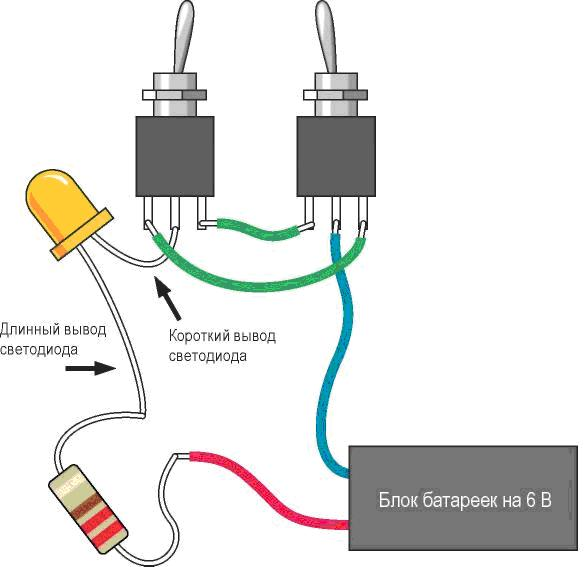 Длинный вывод
светодиода
Короткий вывод
светодиода
Блок батареек на 6 В